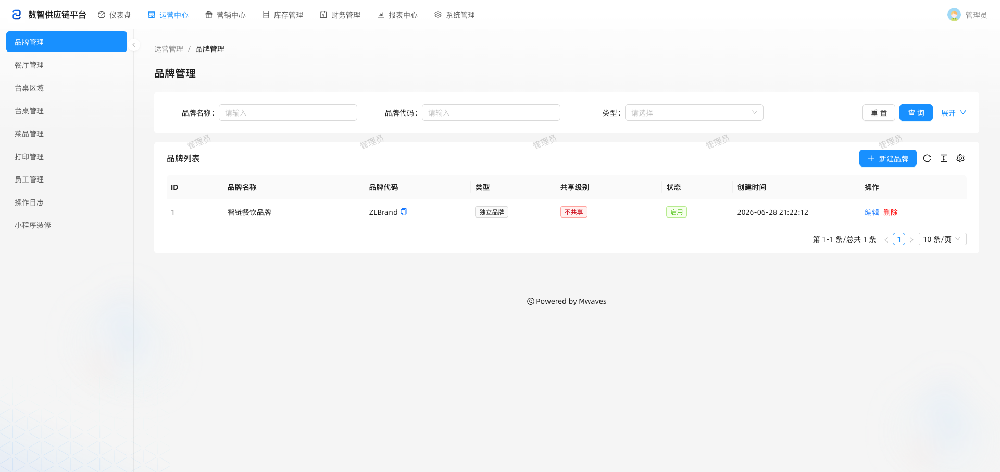 数智供应链平台 仪表盘 运营中心 营销中心 库存管理 财务管理 报表中心 系统管理 管理员
品牌管理
餐厅管理
台桌区域
台桌管理
菜品管理
打印管理
员工管理
操作日志
小程序装修
运营管理 / 品牌管理
品牌管理
品牌名称 : 请输入 品牌代码 : 请输入 类型 : 请选择 重 置 查 询 展开
管理员 管理员 管理员 管理员 管理员
品牌列表 新建品牌
ID 品牌名称 品牌代码 类型 共享级别 状态 创建时间 操作
1 智链餐饮品牌 ZLBrand 独立品牌 不共享 启用 2026-06-28 21:22:12 编辑 删除
第 1-1 条/总共 1 条 < 1 > 10 条/页
© Powered by Mwaves